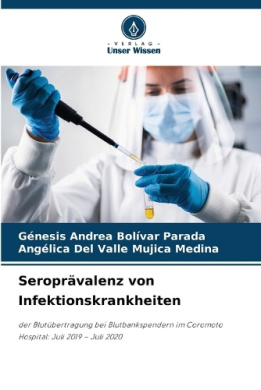 • VERLAG •
Unser Wissen
Génesis Andrea Bolívar Parada
Angélica Del Valle Mujica Medina
Seroprävalenz von
Infektionskrankheiten
der Blutübertragung bei Blutbankspendern im Coromoto
Hospital: Juli 2019 – Juli 2020